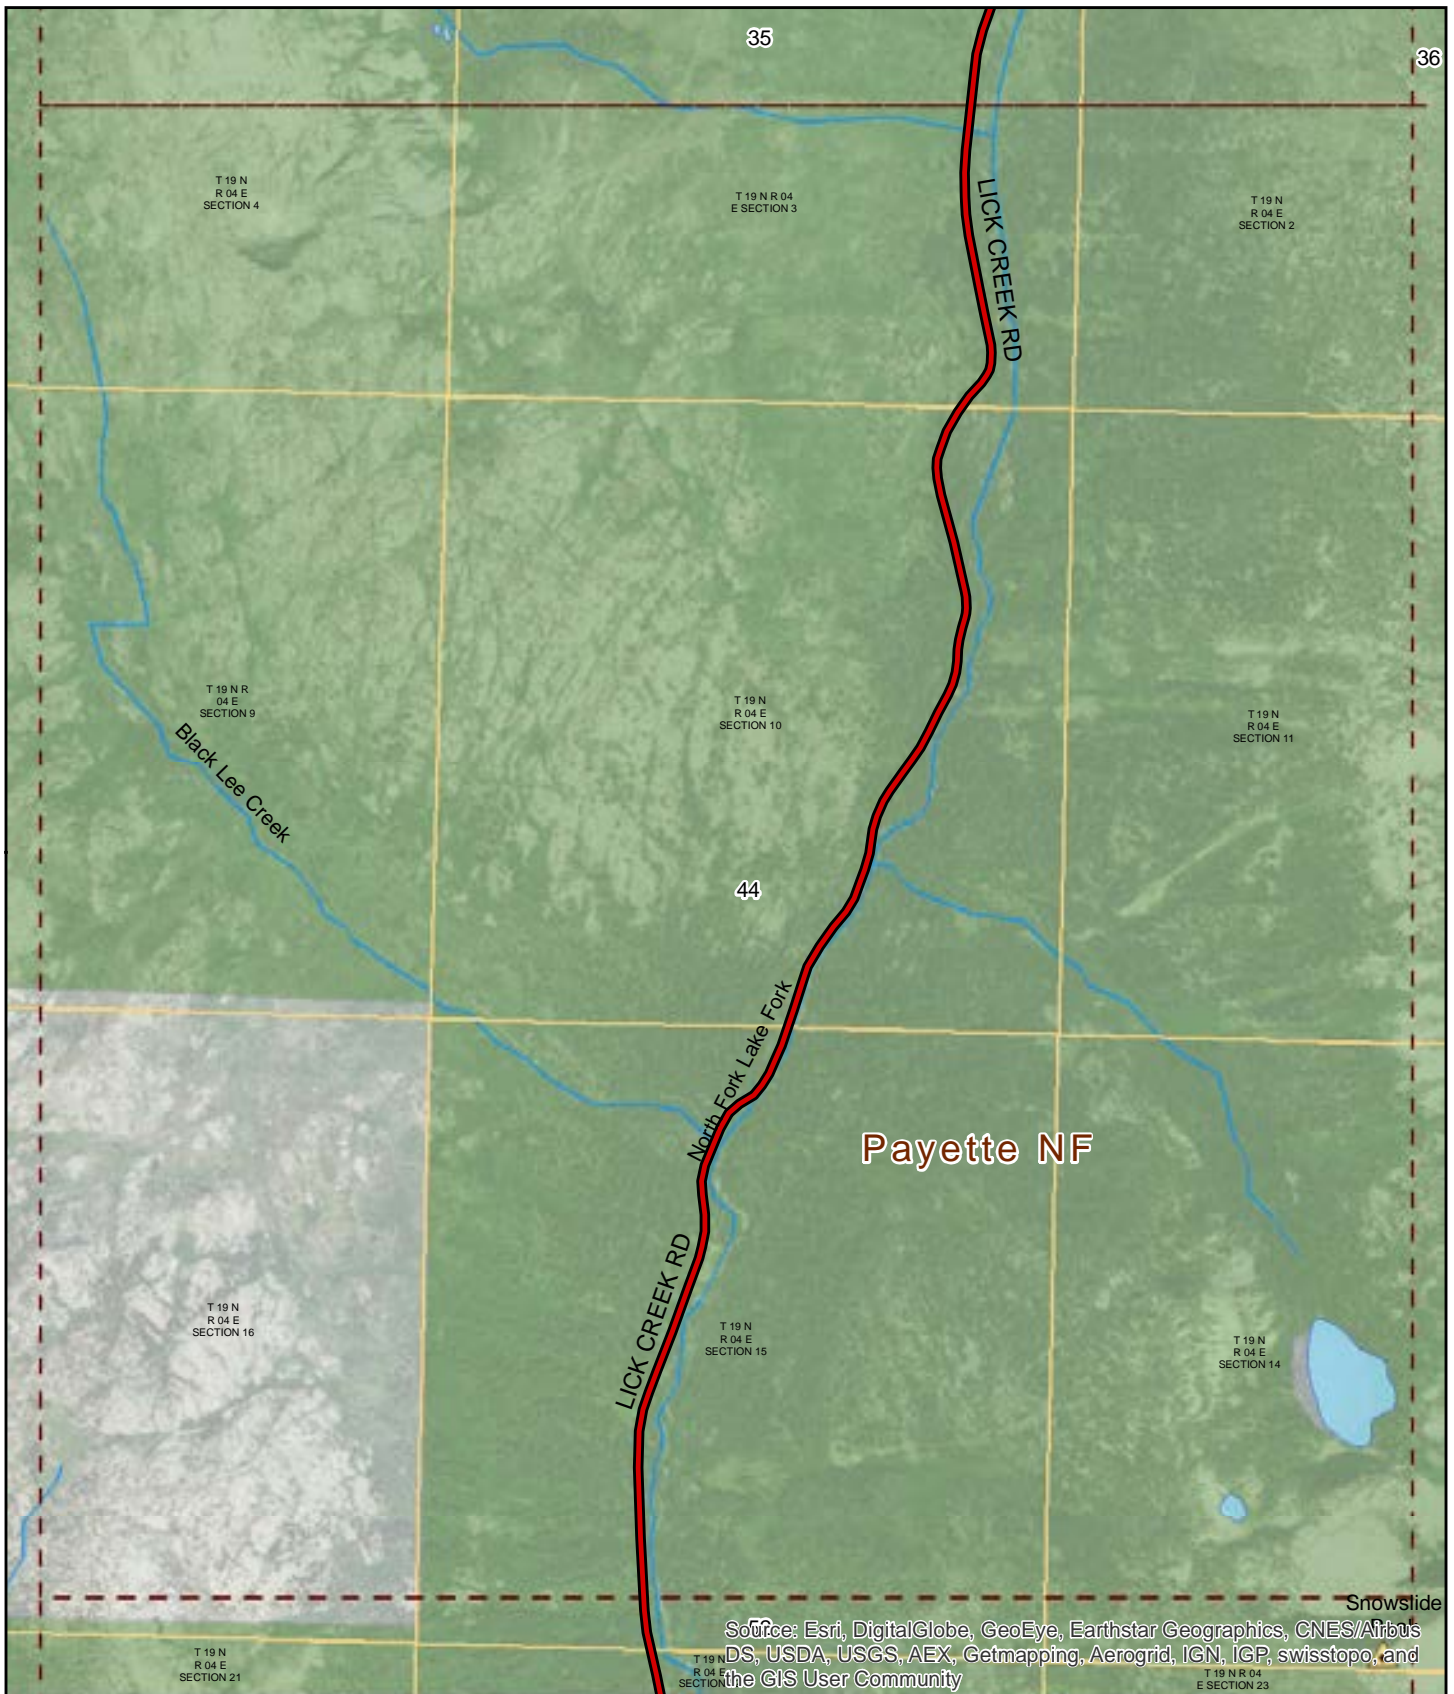 35
36
T 19 N
R 04 E
SECTION 4
T 19 N R 04
E SECTION 3
T 19 N
R 04 E
SECTION 2
LICK CREEK RD
T 19 N R
04 E
SECTION 9
T 19 N
R 04 E
SECTION 10
T 19 N
R 04 E
SECTION 11
Black Lee Creek
44
North Fork Lake Fork
Payette NF
LICK CREEK RD
T 19 N
R 04 E
SECTION 16
T 19 N
R 04 E
SECTION 15
T 19 N
R 04 E
SECTION 14
Snowslide
Source: Esri, DigitalGlobe, GeoEye, Earthstar Geographics, CNES/Airbus
DS, USDA, USGS, AEX, Getmapping, Aerogrid, IGN, IGP, swisstopo, and
the GIS User Community
T 19 N
R 04 E
SECTION 21
T 19 N
R 04 E
SECTION
T 19 N R 04
E SECTION 23